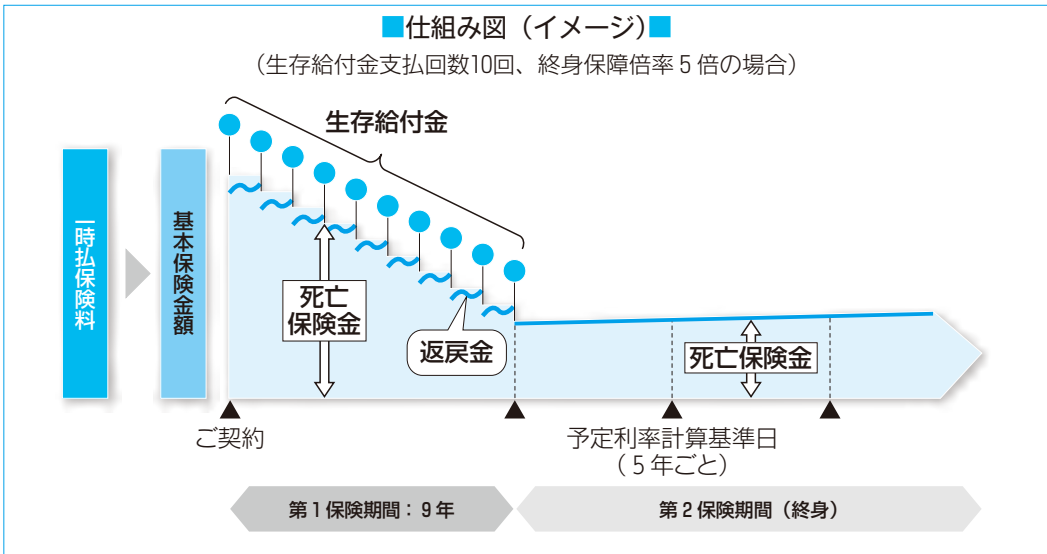 ■仕組み図（イメージ）■
（生存給付金支払回数10回、終身保障倍率５倍の場合）
生存給付金
一時払保険料
基本保険金額
死亡
保険金
返戻金
死亡保険金
ご契約
予定利率計算基準日
（５年ごと）
第１保険期間：９年
第２保険期間（終身）